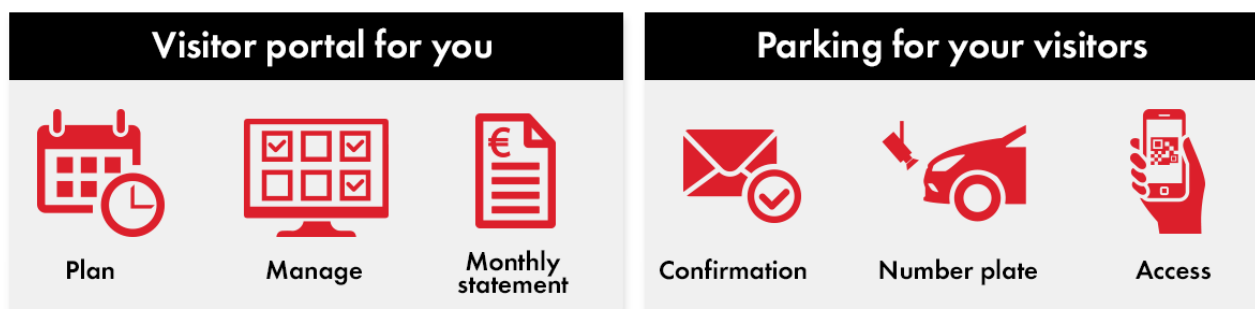 Visitor portal for you
€
Plan
Manage
Monthly
statement
Parking for your visitors
Confirmation
Number plate
Access